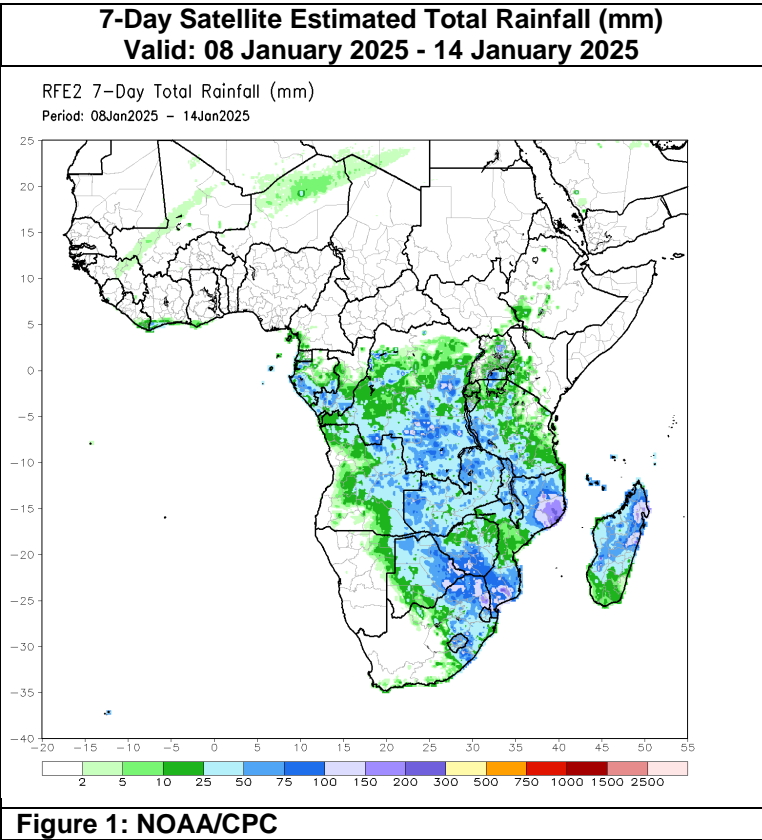 7-Day Satellite Estimated Total Rainfall (mm)
Valid: 08 January 2025 - 14 January 2025
RFE2 7-Day Total Rainfall (mm)
Period: 08Jan2025 - 14Jan2025
25
20
15
10
5
0
-5
-10
-15
-20
-25
-30
-35
-40
-20 -15 -10 -5 0 5 10 15 20 25 30 35 40 45 50 55
2 5 10 25 50 75 100 150 200 300 500 750 1000 1500 2500
Figure 1: NOAA/CPC